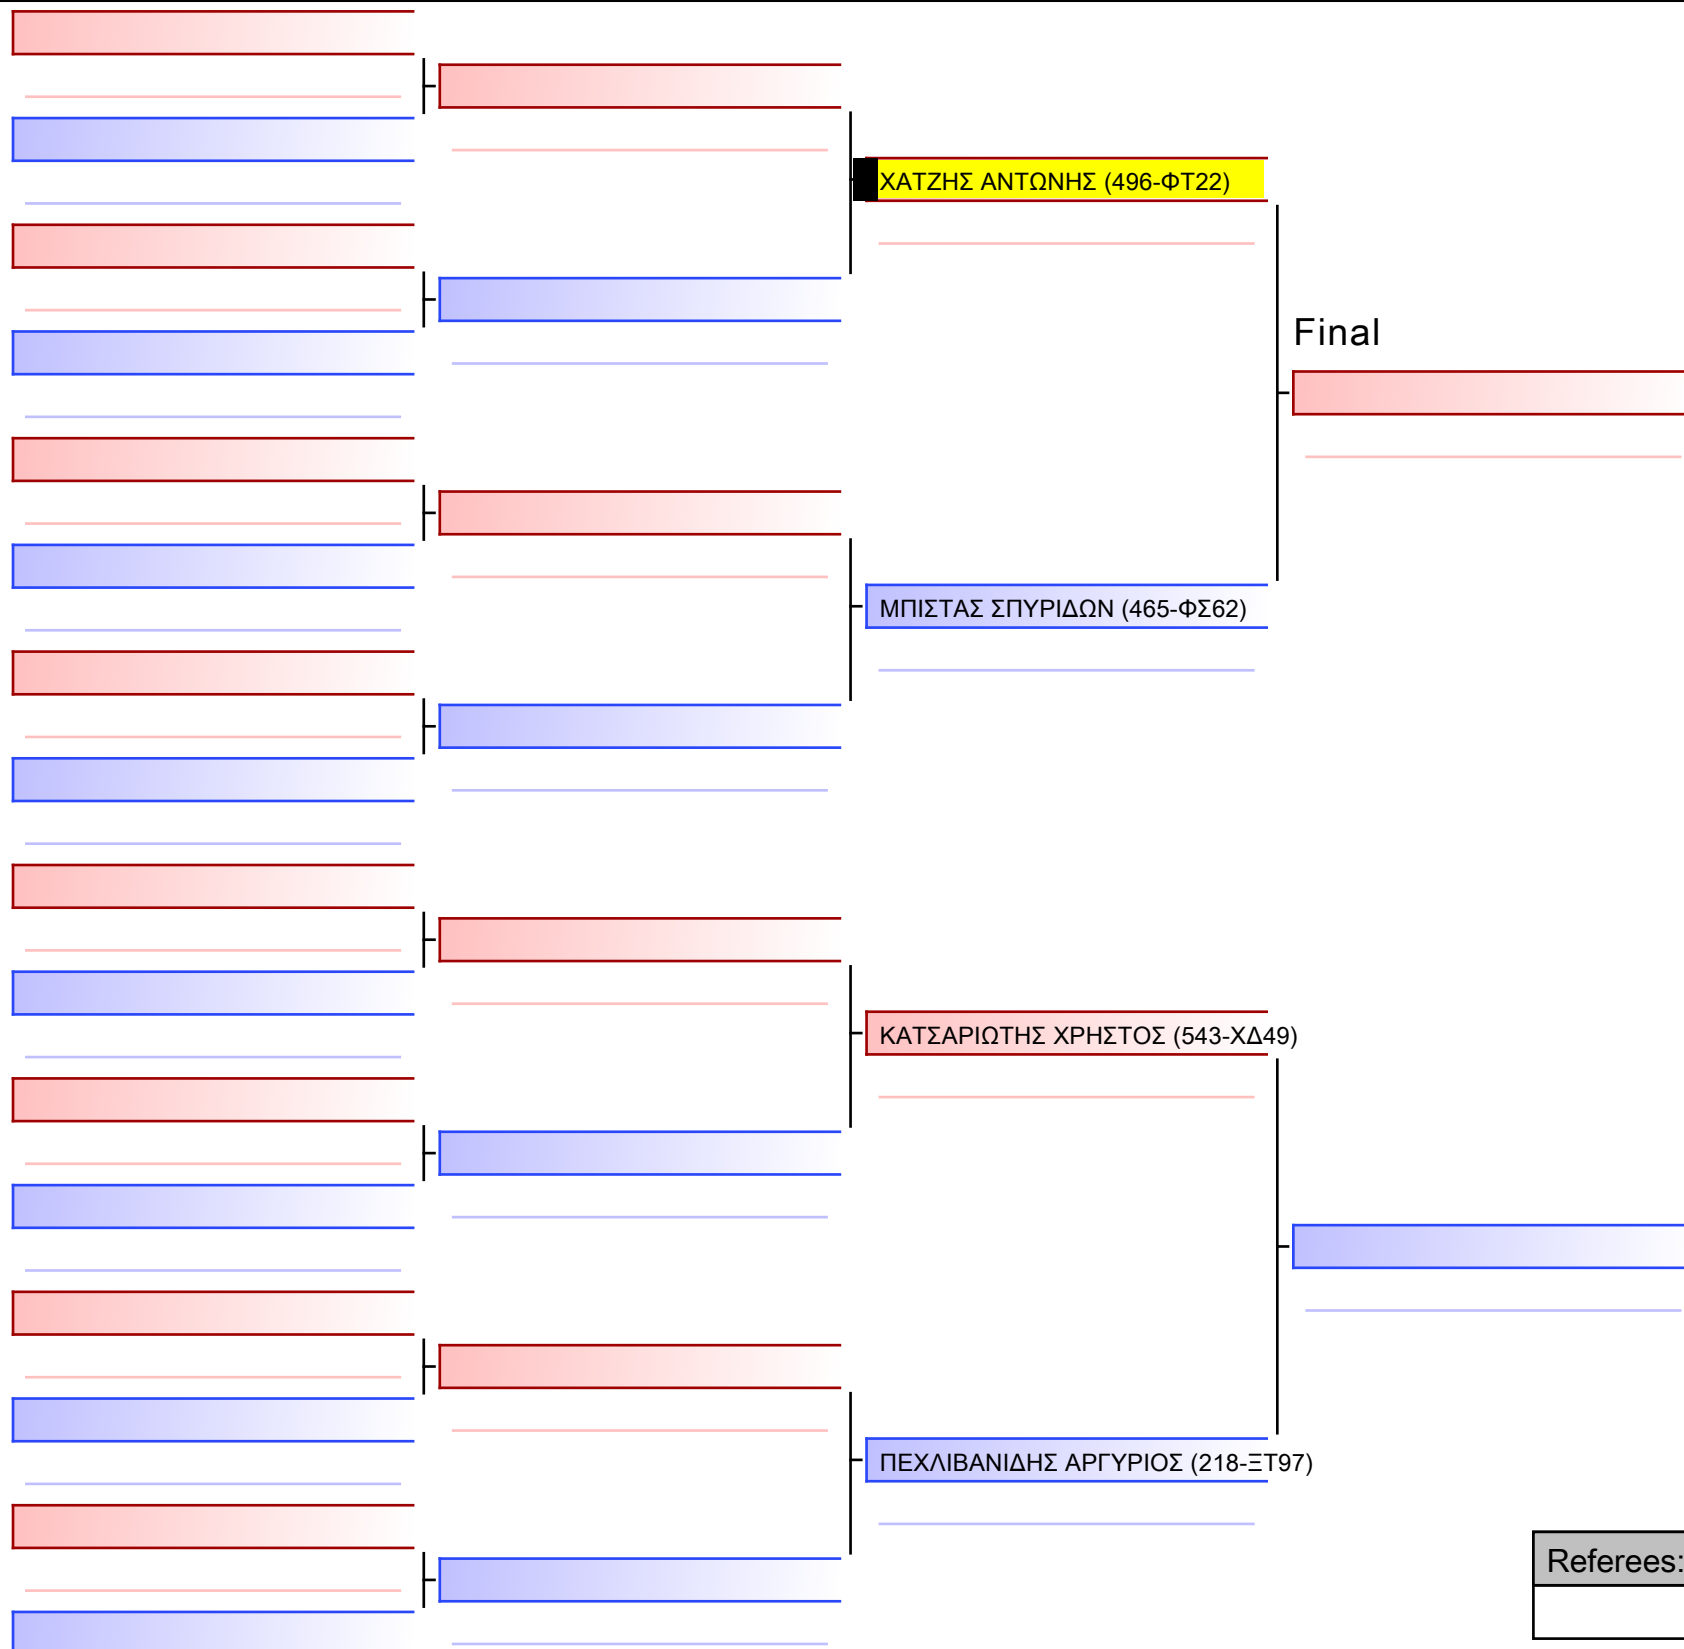 ΧΑΤΖΗΣ ΑΝΤΩΝΗΣ (496-ΦΤ22)
Final
ΜΠΙΣΤΑΣ ΣΠΥΡΙΔΩΝ (465-ΦΣ62)
ΚΑΤΣΑΡΙΩΤΗΣ ΧΡΗΣΤΟΣ (543-ΧΔ49)
ΠΕΧΛΙΒΑΝΙΔΗΣ ΑΡΓΥΡΙΟΣ (218-ΞΤ97)
Referees: